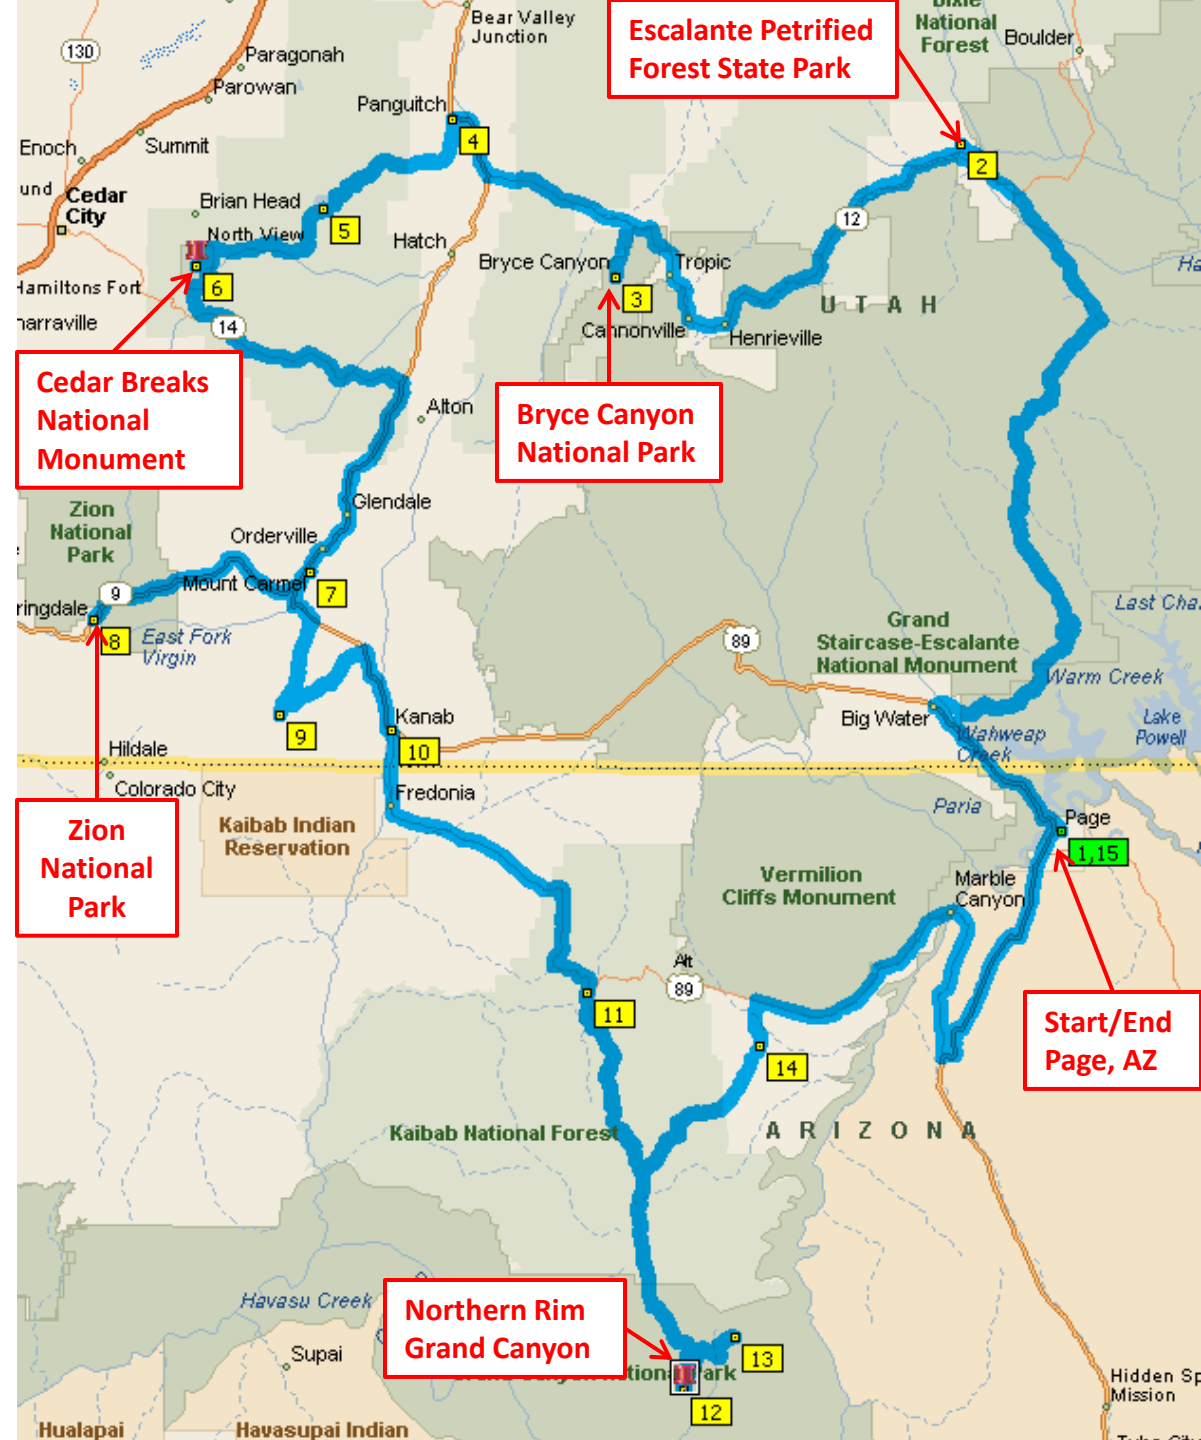 Bear Valley
Junction
Escalante Petrified
Forest State Park
Dixie
National
Forest
Boulder
130
Paragonah
Parowan
Panguitch
4
Enoch
Summit
2
und
Cedar
City
Brian Head
5
North View
12
Hatch
Bryce Canyon
Tropic
Ha
6
Hamiltons Fort
3
U T A H
14
Cannonville
Henrieville
harraville
Cedar Breaks
National
Monument
Bryce Canyon
National Park
Alton
Glendale
Zion
National
Park
Orderville
Mount Carmel
7
9
ringdale
8
East Fork
Virgin
Last Cha
Grand
Staircase-Escalante
National Monument
89
Warm Creek
Kanab
9
10
Big Water
Wahweap
Creek
Lake
Powell
Hildale
Colorado City
Fredonia
Paria
Page
1,15
Kaibab Indian
Reservation
Zion
National
Park
Vermilion
Cliffs Monument
Marble
Canyon
Alt
89
11
Start/End
Page, AZ
14
Kaibab National Forest
A R I Z O N A
Havasu Creek
Northern Rim
Grand Canyon
Supai
13
12
Hidden Sp
Mission
Hualapai
Havasupai Indian